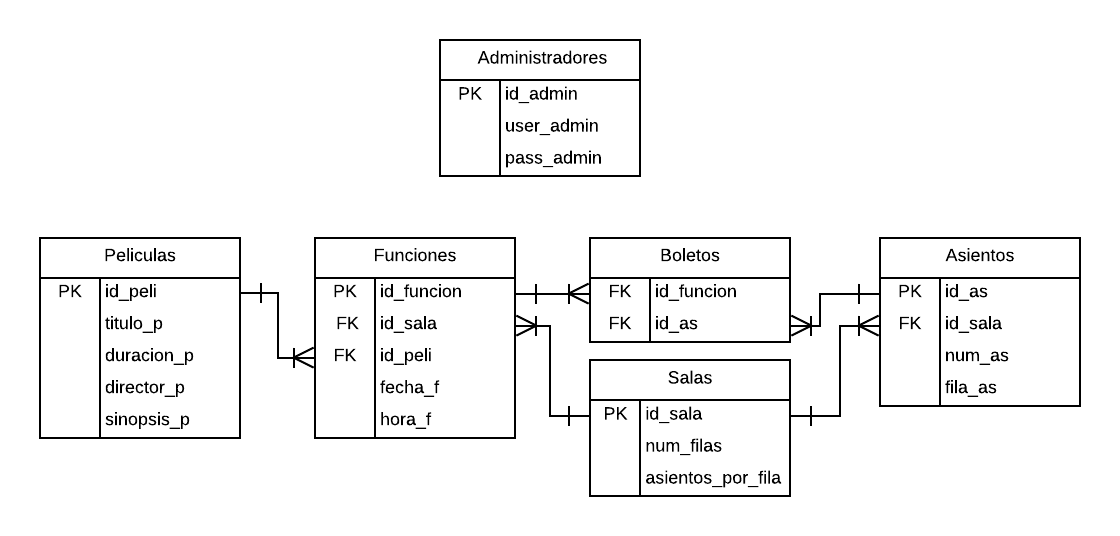 Administradores
PK id_admin
user_admin
pass_admin
Peliculas
PK id_peli
titulo_p
duracion_p
director_p
sinopsis_p
Funciones
PK id_funcion
FK id_sala
FK id_peli
fecha_f
hora_f
Boletos
FK id_funcion
FK id_as
Salas
PK id_sala
num_filas
asientos_por_fila
Asientos
PK id_as
FK id_sala
num_as
fila_as